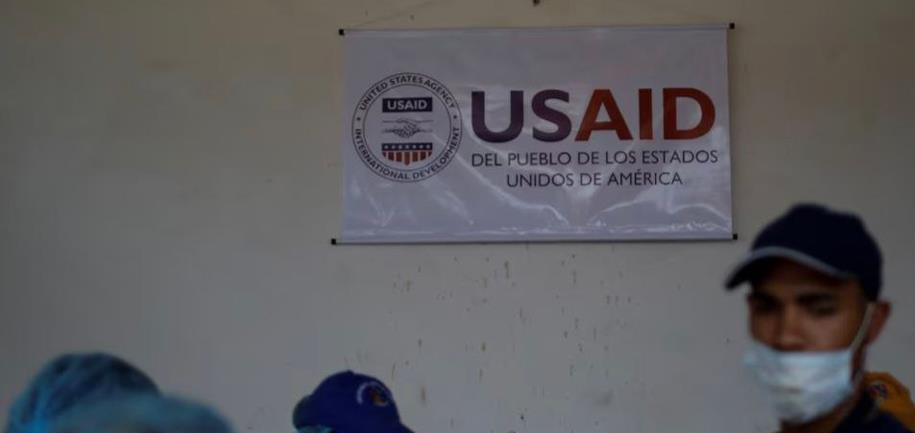 UNITED STATES AGENCY
USAID
INTERNATIONAL DEVELOPMENT
USAID
DEL PUEBLO DE LOS ESTADOS
UNIDOS DE AMÉRICA